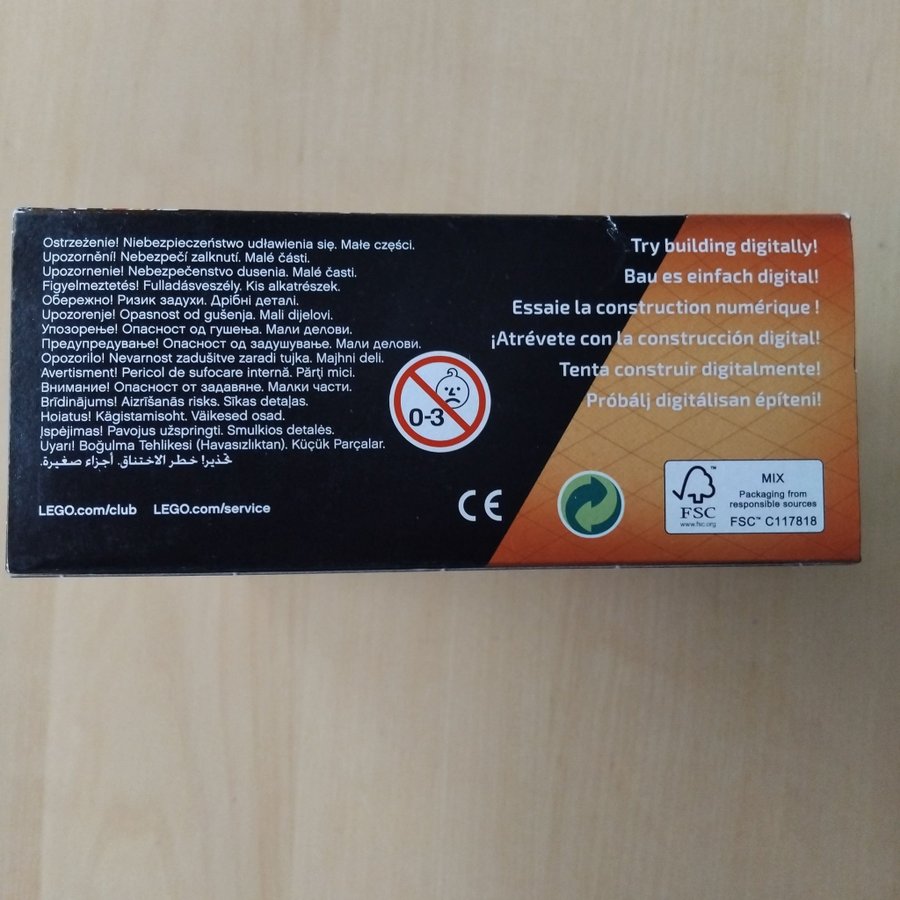 Ostrzeżenie! Niebezpieczeństwo udławienia się. Małe części.
Upozornění! Nebezpečí zalknutí. Malé části.
Upozornenie! Nebezpečenstvo dusenia. Malé časti.
Figyelmeztetés! Fulladásveszély. Kis alkatrészek.
Обережно! Ризик задухи. Дрібні деталі.
Upozorenje! Opasnost od gušenja. Mali dijelovi.
Упозорење! Опасност од гушења. Мали делови.
Предупредување! Опасност од задушување. Мали делови.
Opozorilo! Nevarnost zadušitve zaradi tujka. Majhni deli.
Avertisment! Pericol de sufocare internă. Părți mici.
Внимание! Опасност от задавяне. Малки части.
Brīdinājums! Aizrīšanās risks. Sīkas detaļas.
Hoiatus! Kägistamisoht. Väikesed osad.
Įspėjimas! Pavojus užspringti. Smulkios detalės.
Uyarı! Boğulma Tehlikesi (Havasızlıktan). Küçük Parçalar.
تحذير! خطر الاختناق. أجزاء صغيرة.
LEGO.com/club LEGO.com/service
0-3
CE
Try building digitally!
Bau es einfach digital!
Essaie la construction numérique !
¡Atrévete con la construcción digital!
Tenta construir digitalmente!
Próbálj digitálisan építeni!
FSC
www.fsc.org
MIX
Packaging from
responsible sources
FSC™ C117818